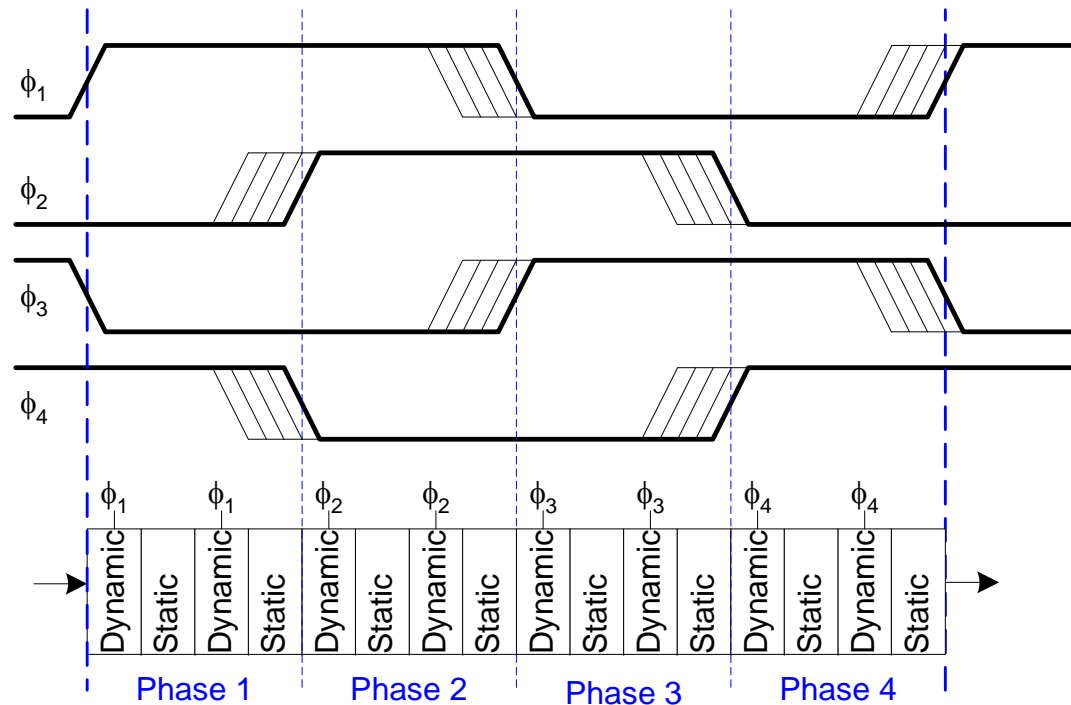 ϕ1
ϕ2
ϕ3
ϕ4
ϕ1 ϕ1 ϕ2 ϕ2 ϕ3 ϕ3 ϕ4 ϕ4
Dynamic Static Dynamic Static Dynamic Static Dynamic Static Dynamic Static Dynamic Static Dynamic Static Dynamic Static
Phase 1 Phase 2 Phase 3 Phase 4